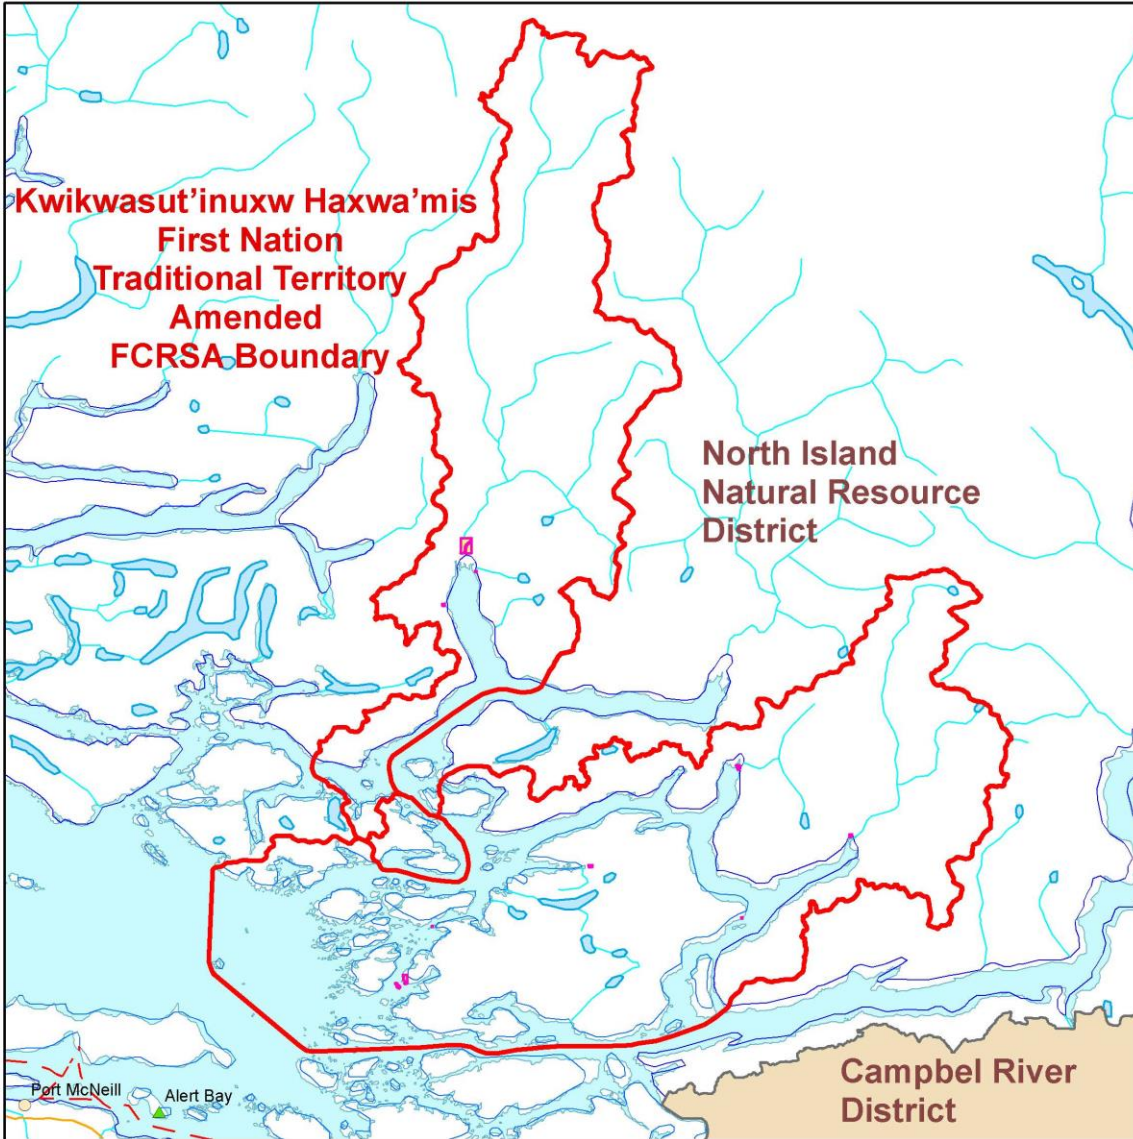 Kwikwasut'inuxw Haxwa'mis
First Nation
Traditional Territory
Amended
FCRSA Boundary
North Island
Natural Resource
District
Campbel River
District
Port McNeill
Alert Bay